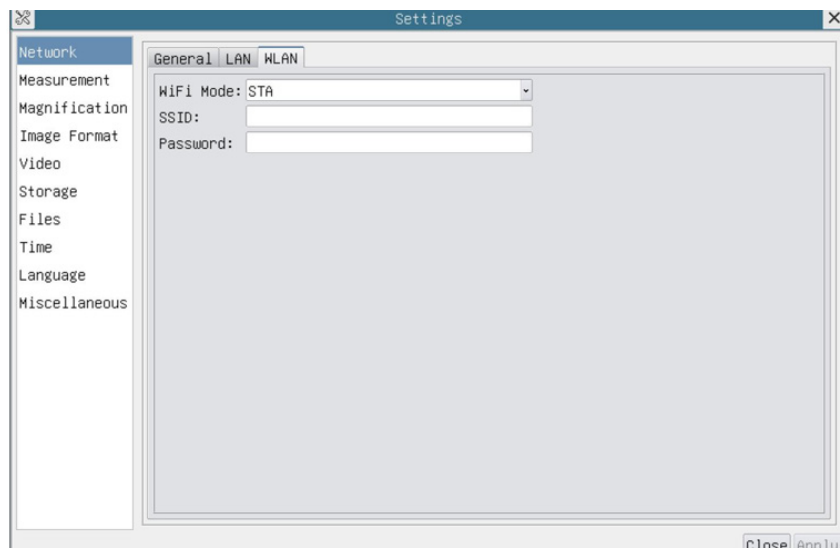 Settings
Network
Measurement
Magnification
Image Format
Video
Storage
Files
Time
Language
Miscellaneous
General LAN WLAN
WiFi Mode: STA
SSID:
Password:
Close Apply